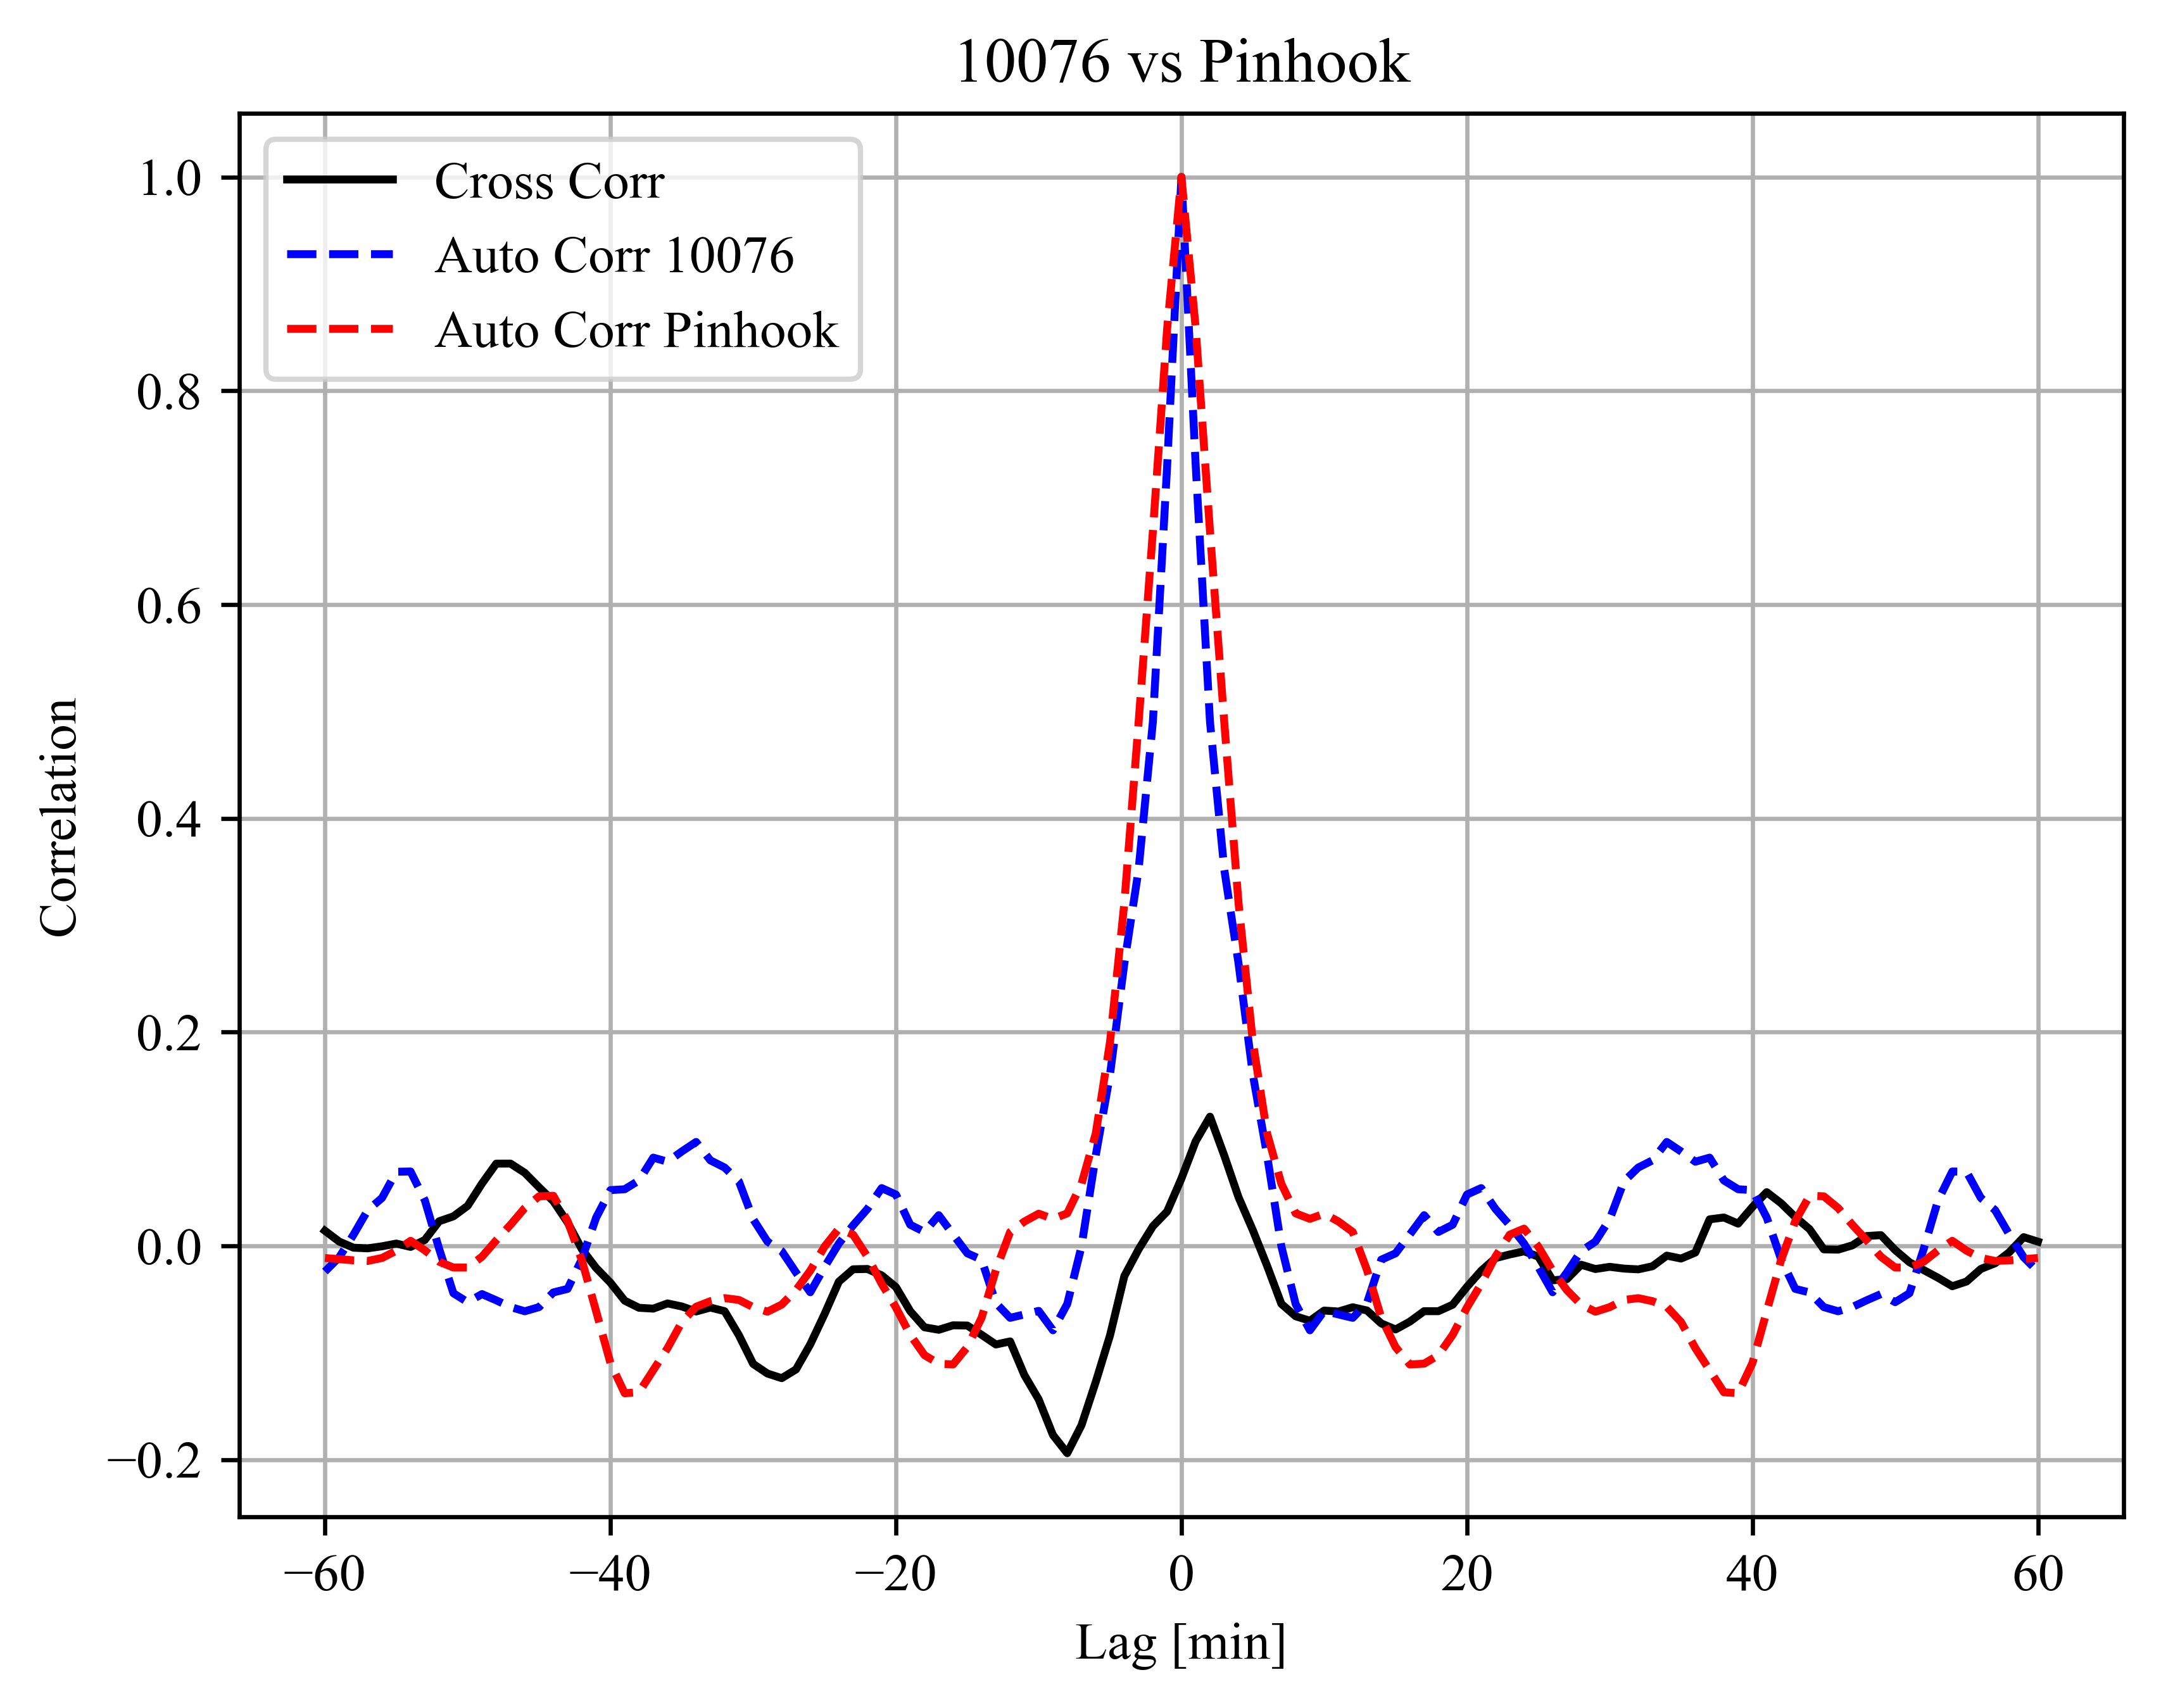 10076 vs Pinhook
Cross Corr
Auto Corr 10076
Auto Corr Pinhook
1.0
0.8
0.6
0.4
0.2
0.0
−0.2
Correlation
−60 −40 −20 0 20 40 60
Lag [min]